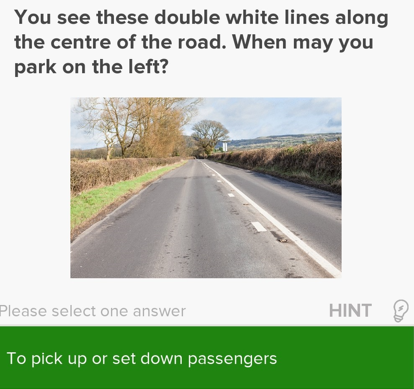 You see these double white lines along
the centre of the road. When may you
park on the left?
Please select one answer
HINT
To pick up or set down passengers